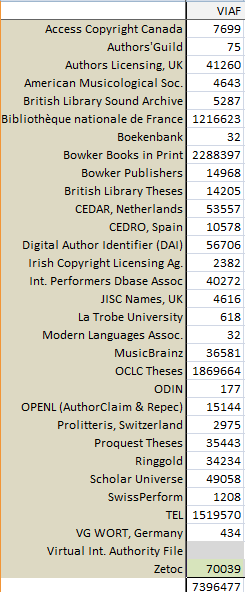 VIAF
Access Copyright Canada 7699
Authors'Guild 75
Authors Licensing, UK 41260
American Musicological Soc. 4643
British Library Sound Archive 5287
Bibliothèque nationale de France 1216623
Boekenbank 32
Bowker Books in Print 2288397
Bowker Publishers 14968
British Library Theses 14205
CEDAR, Netherlands 53557
CEDRO, Spain 10578
Digital Author Identifier (DAI) 56706
Irish Copyright Licensing Ag. 2382
Int. Performers Dbase Assoc 40272
JISC Names, UK 4616
La Trobe University 618
Modern Languages Assoc. 32
MusicBrainz 36581
OCLC Theses 1869664
ODIN 177
OPENL (AuthorClaim & Repec) 15144
Prolitteris, Switzerland 2975
Proquest Theses 35443
Ringgold 34234
Scholar Universe 49058
SwissPerform 1208
TEL 1519570
VG WORT, Germany 434
Virtual Int. Authority File
Zetoc 70039
7396477